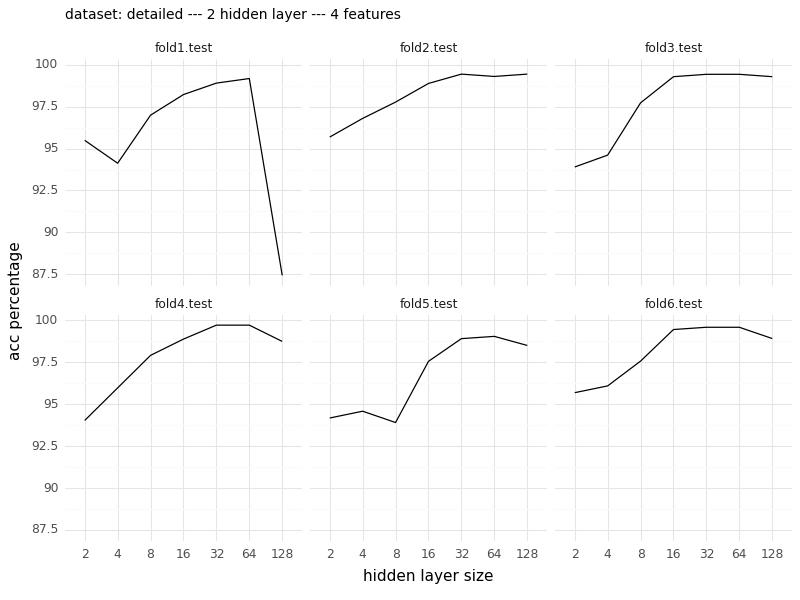 dataset: detailed --- 2 hidden layer --- 4 features
fold1.test
fold2.test
fold3.test
100
97.5
95
92.5
90
87.5
fold4.test
fold5.test
fold6.test
100
97.5
95
92.5
90
87.5
acc percentage
2 4 8 16 32 64 128
2 4 8 16 32 64 128
2 4 8 16 32 64 128
hidden layer size